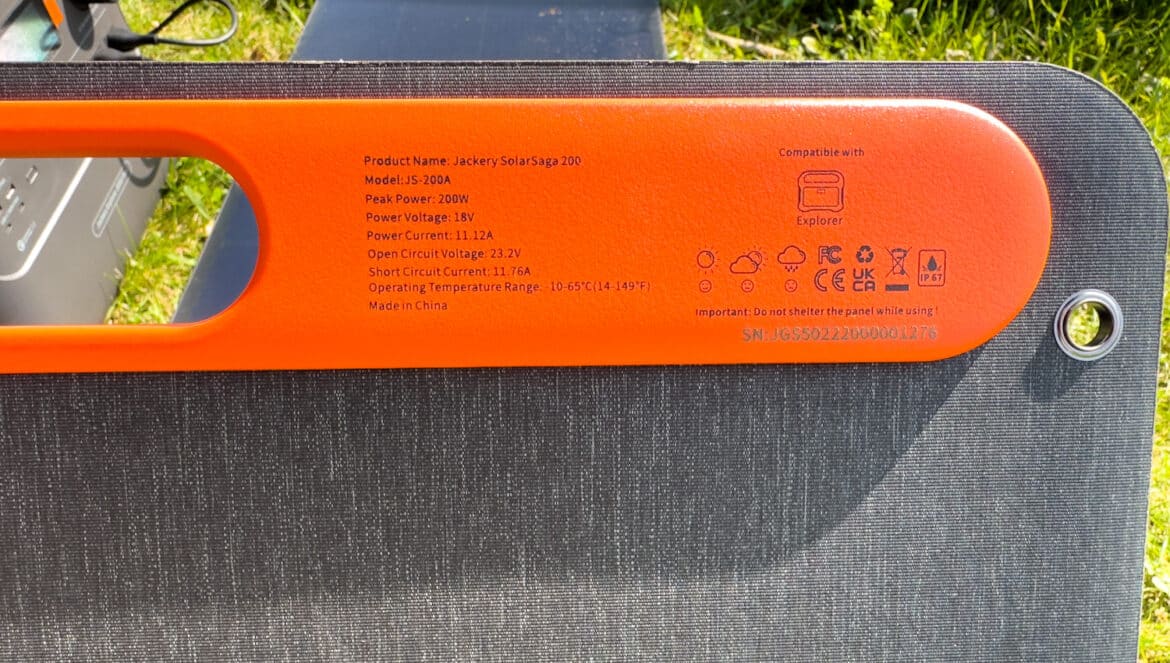 Product Name: Jackery SolarSaga 200
Model:JS-200A
Peak Power: 200W
Power Voltage: 18V
Power Current: 11.12A
Open Circuit Voltage: 23.2V
Short Circuit Current: 11.76A
Operating Temperature Range: -10-65°C(14-149°F)
Made in China
Compatible with
Explorer
FC
CE
UK
CA
IP 67
Important: Do not shelter the panel while using !
SN:JGS50222000001276